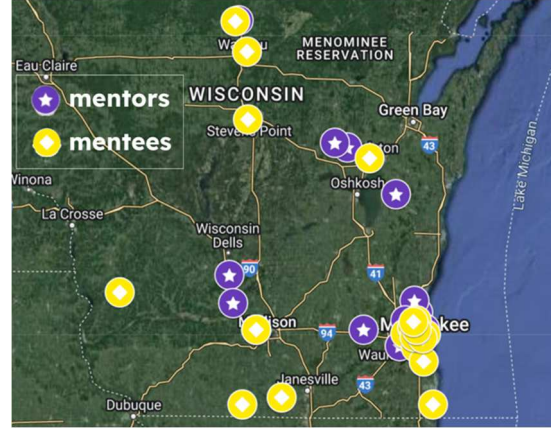 MENOMINEE
RESERVATION
Eau Claire
mentors
WISCONSIN
Green Bay
mentees
Stevens Point
43
Winona
Oshkosh
La Crosse
Lake Michigan
Wisconsin
Dells
90
41
94
Janesville
43
Dubuque